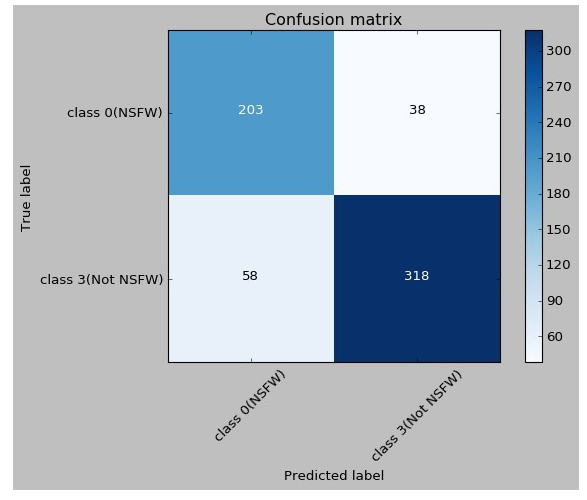 Confusion matrix
class 0(NSFW)
203
38
class 3(Not NSFW)
58
318
True label
class 0(NSFW)
class 3(Not NSFW)
Predicted label
300
270
240
210
180
150
120
90
60